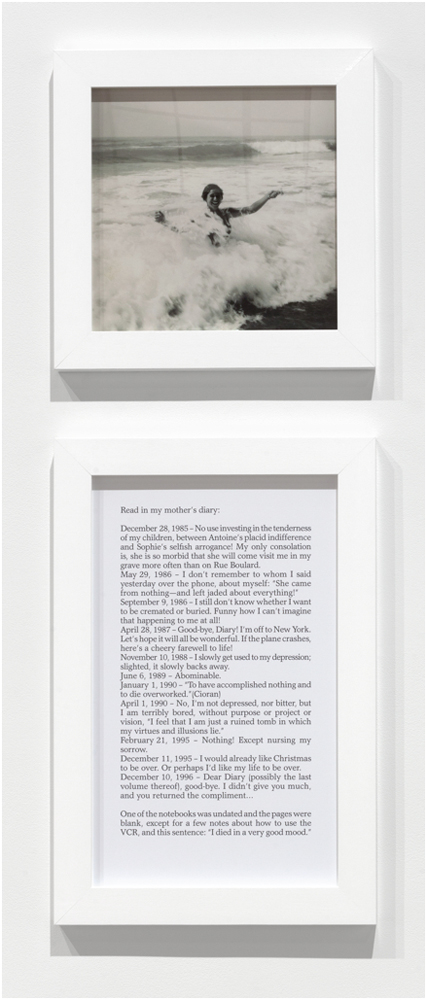 Read in my mother's diary:
December 28, 1985 – No use investing in the tenderness
of my children, between Antoine's placid indifference
and Sophie's selfish arrogance! My only consolation
is, she is so morbid that she will come visit me in my
grave more often than on Rue Boulard.
May 29, 1986 – I don't remember to whom I said
yesterday over the phone, about myself: "She came
from nothing—and left jaded about everything!"
September 9, 1986 – I still don't know whether I want
to be cremated or buried. Funny how I can't imagine
that happening to me at all!
April 28, 1987 – Good-bye, Diary! I'm off to New York.
Let's hope it will all be wonderful. If the plane crashes,
here's a cheery farewell to life!
November 10, 1988 – I slowly get used to my depression;
slighted, it slowly backs away.
June 6, 1989 – Abominable.
January 1, 1990 – "To have accomplished nothing and
to die overworked."(Cioran)
April 1, 1990 – No, I'm not depressed, nor bitter, but
I am terribly bored, without purpose or project or
vision, "I feel that I am just a ruined tomb in which
my virtues and illusions lie."
February 21, 1995 – Nothing! Except nursing my
sorrow.
December 11, 1995 – I would already like Christmas
to be over. Or perhaps I'd like my life to be over.
December 10, 1996 – Dear Diary (possibly the last
volume thereof), good-bye. I didn't give you much,
and you returned the compliment...
One of the notebooks was undated and the pages were
blank, except for a few notes about how to use the
VCR, and this sentence: "I died in a very good mood."